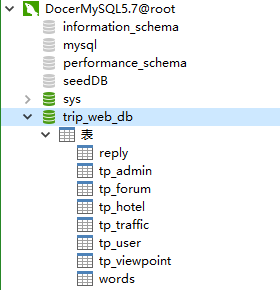 DocerMySQL5.7@root
information_schema
mysql
performance_schema
seedDB
sys
trip_web_db
表
reply
tp_admin
tp_forum
tp_hotel
tp_traffic
tp_user
tp_viewpoint
words